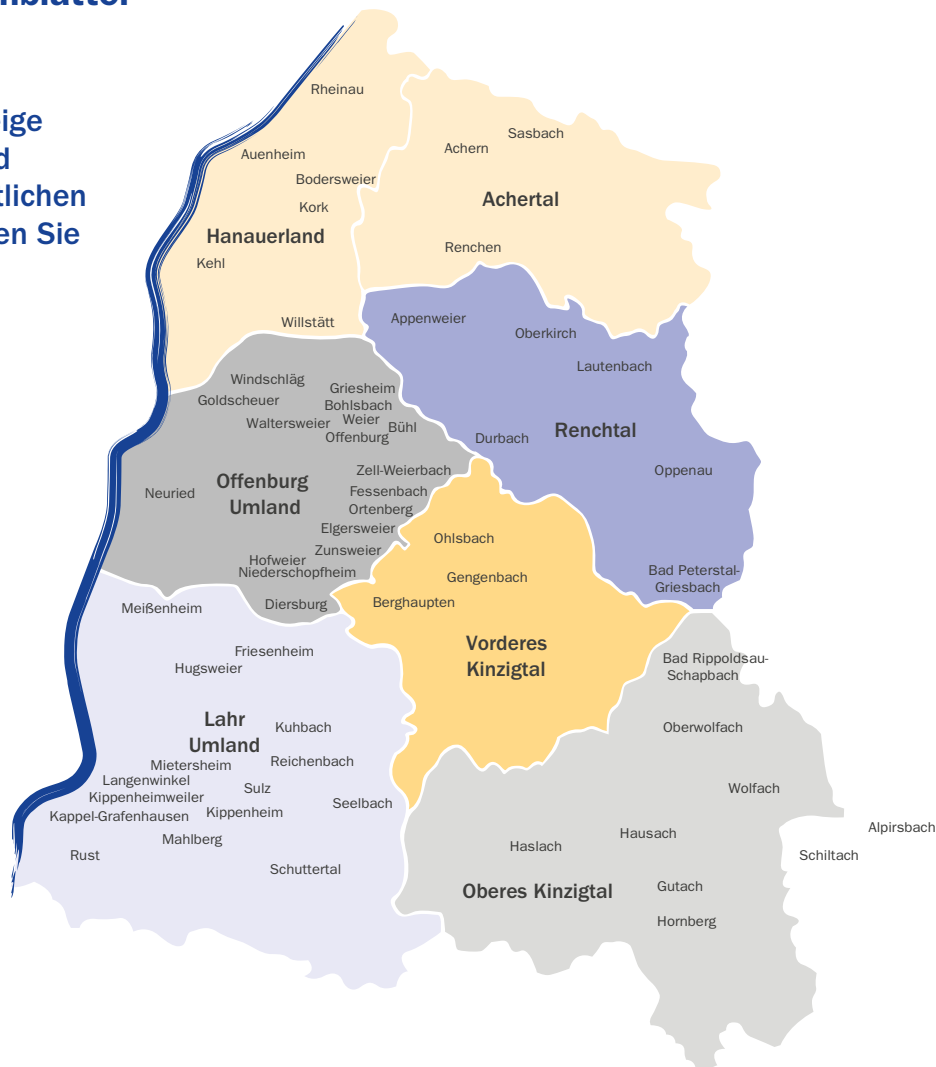 Rheinau
Sasbach
Achern
Auenheim
Bodersweier
Achertal
Kork
Hanauerland
Renchen
Kehl
Willstätt
Appenweier
Oberkirch
Lautenbach
Windschläg
Griesheim
Goldscheuer
Bohlsbach
Waltersweier
Weier
Bühl
Offenburg
Durbach
Renchtal
Zell-Weierbach
Oppenau
Offenburg
Umland
Neuried
Fessenbach
Ortenberg
Elgersweier
Ohlsbach
Zunsweier
Hofweier
Niederschopfheim
Gengenbach
Bad Peterstal-
Griesbach
Diersburg
Berghaupten
Meißenheim
Vorderes
Kinzigtal
Friesenheim
Hugsweier
Bad Rippoldsau-
Schapbach
Lahr
Umland
Kuhbach
Oberwolfach
Mietersheim
Reichenbach
Langenwinkel
Sulz
Wolfach
Kippenheimweiler
Seelbach
Kappel-Grafenhausen
Kippenheim
Alpirsbach
Mahlberg
Hausach
Haslach
Rust
Schiltach
Schuttertal
Oberes Kinzigtal
Gutach
Hornberg
en Sie